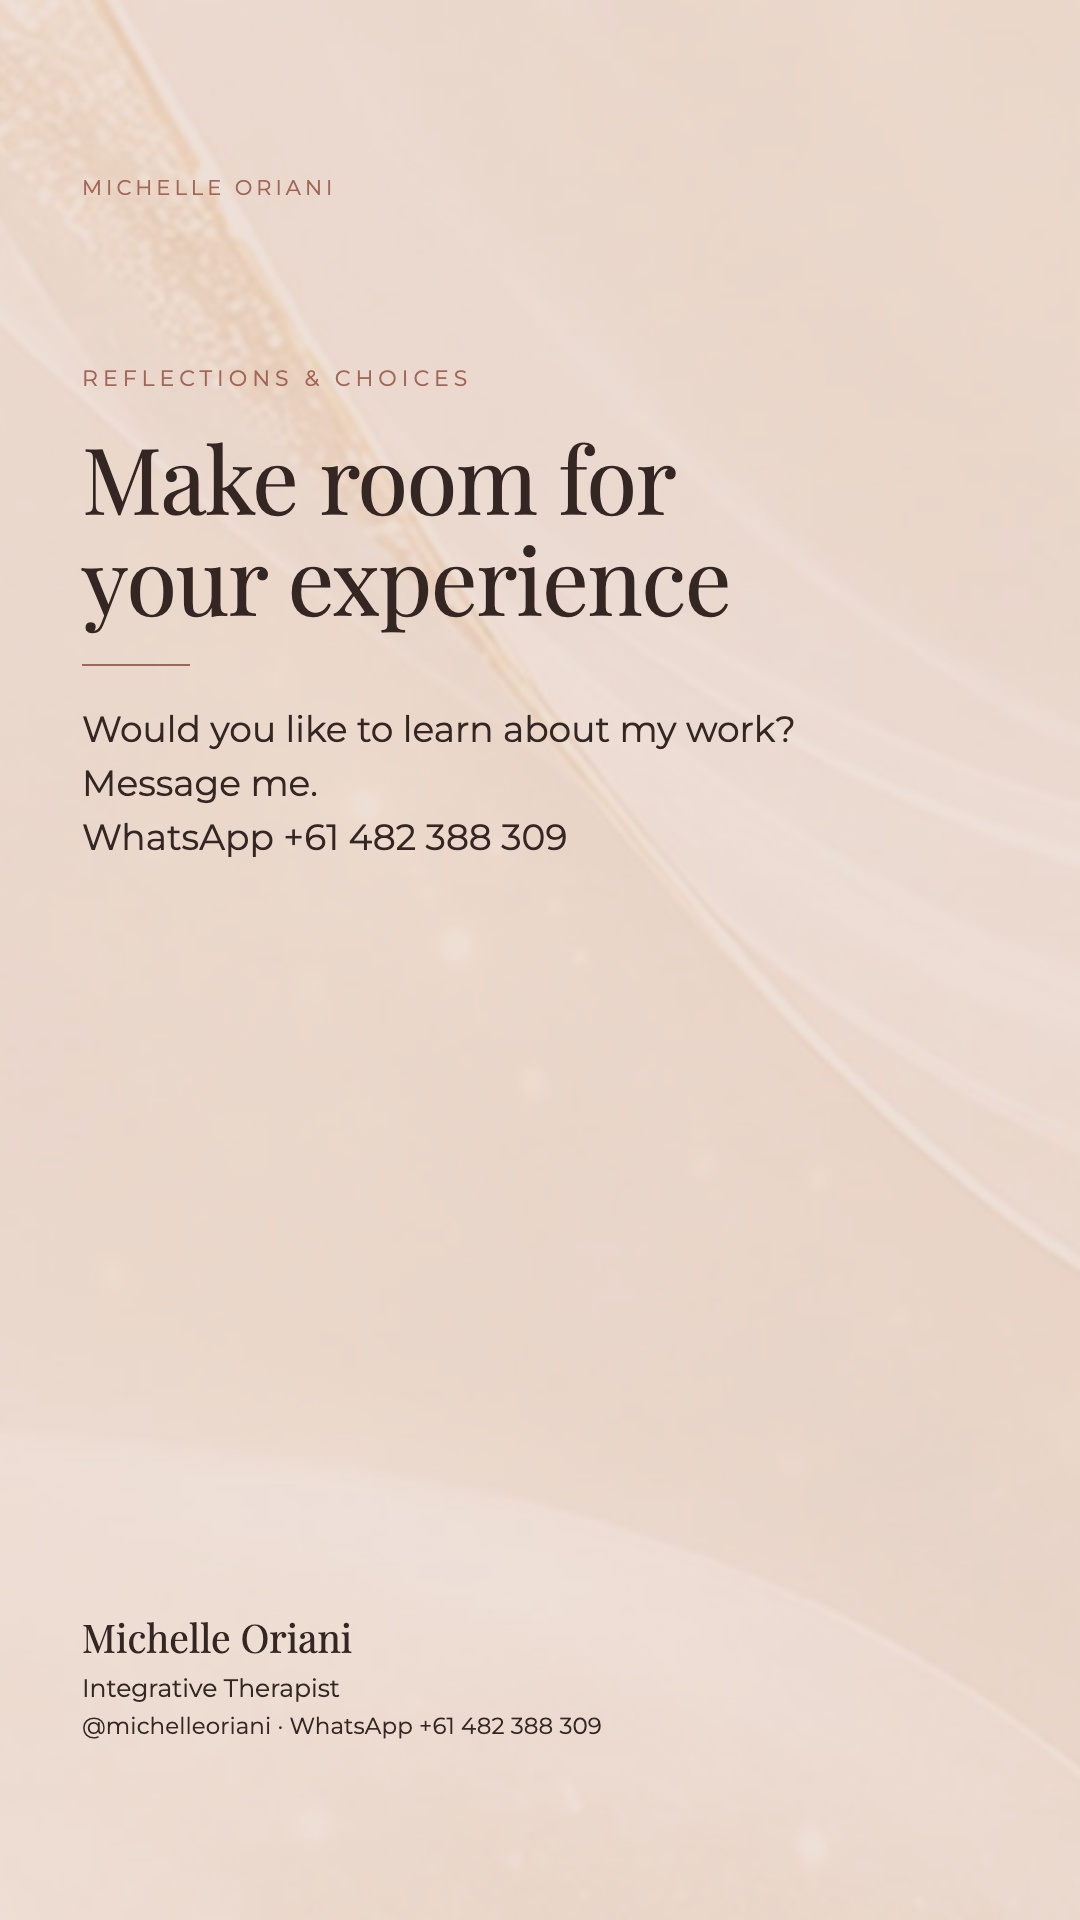 MICHELLE ORIANI
REFLECTIONS & CHOICES
Make room for
your experience
Would you like to learn about my work?
Message me.
WhatsApp +61 482 388 309
Michelle Oriani
Integrative Therapist
@michelleoriani · WhatsApp +61 482 388 309